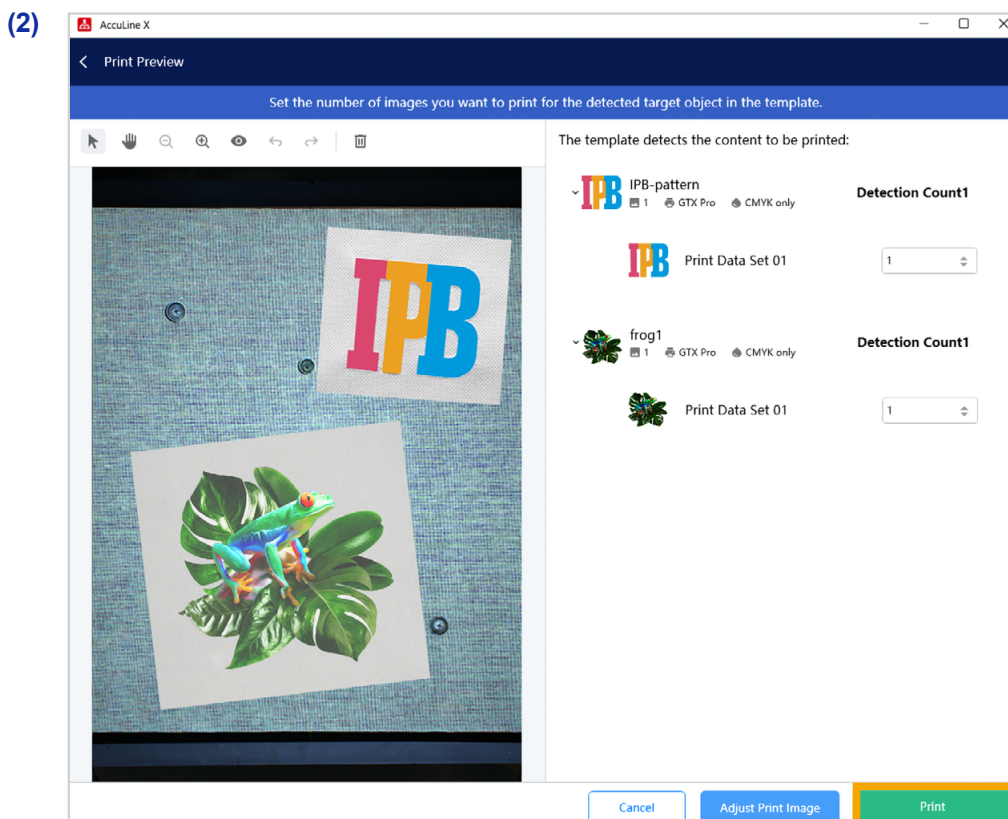 (2)
AccuLine X
Print Preview
Set the number of images you want to print for the detected target object in the template.
The template detects the content to be printed:
IPB IPB-pattern Detection Count1
1 GTX Pro CMYK only
IPB Print Data Set 01 1
IPB
frog1 Detection Count1
1 GTX Pro CMYK only
Print Data Set 01 1
Cancel Adjust Print Image Print